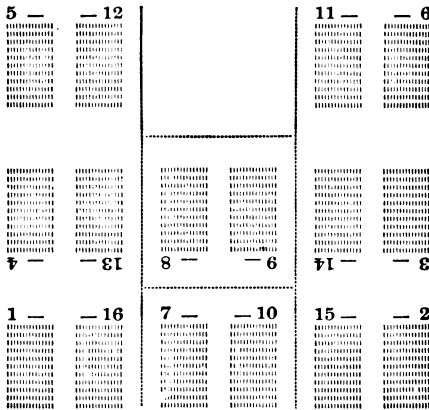 5 — — 12 11 — — 6
4 — — 13 8 — — 9 14 — — 3
1 — — 16 7 — — 10 15 — — 2